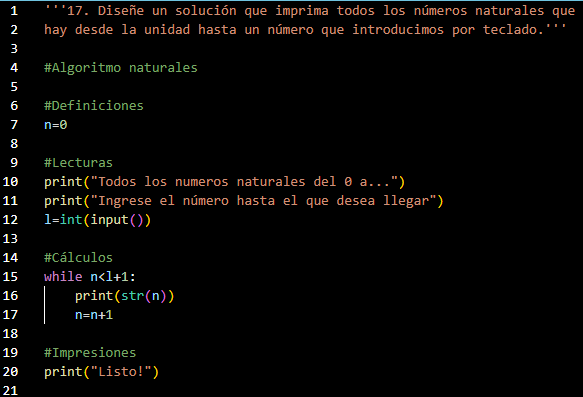 1 '''17. Diseñe un solución que imprima todos los números naturales que
2 hay desde la unidad hasta un número que introducimos por teclado.'''
3
4 #Algoritmo naturales
5
6 #Definiciones
7 n=0
8
9 #Lecturas
10 print("Todos los numeros naturales del 0 a...")
11 print("Ingrese el número hasta el que desea llegar")
12 l=int(input())
13
14 #Cálculos
15 while n<l+1:
16     print(str(n))
17     n=n+1
18
19 #Impresiones
20 print("Listo!")
21